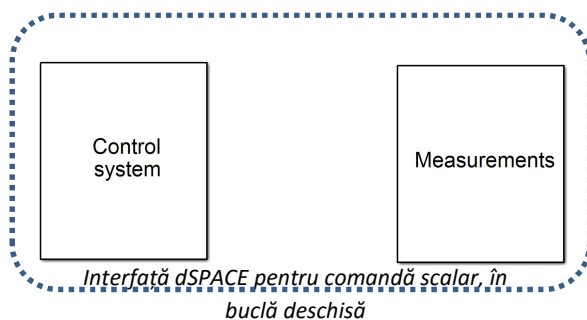 Control
system
Measurements
Interfață dSPACE pentru comandă scalar, în
buclă deschisă